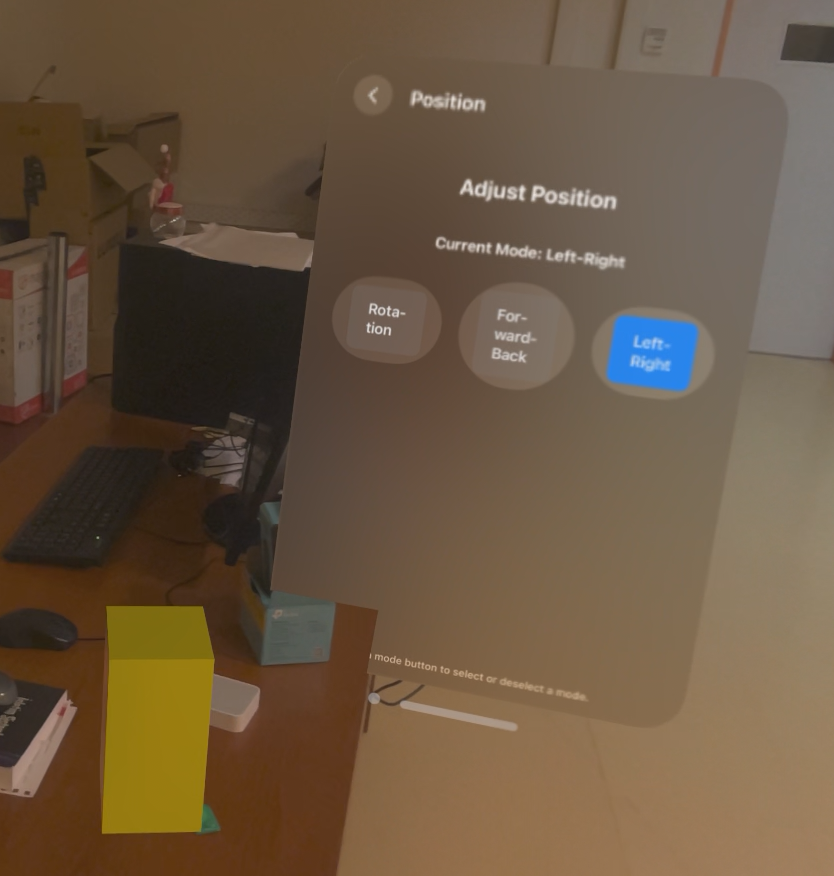 Position
Adjust Position
Current Mode: Left-Right
Rota-
tion
For-
ward-
Back
Left-
Right
mode button to select or deselect a mode.